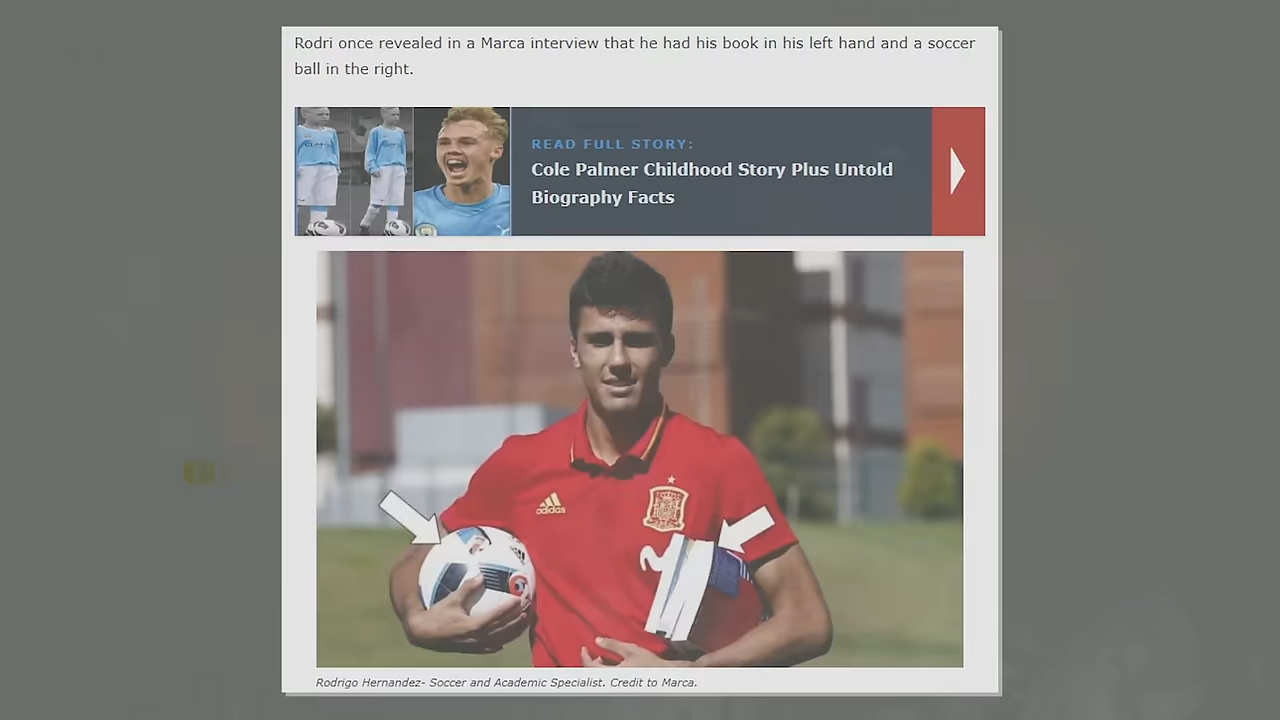 Rodri once revealed in a Marca interview that he had his book in his left hand and a soccer
ball in the right.
READ FULL STORY:
Cole Palmer Childhood Story Plus Untold
Biography Facts
adidas
Rodrigo Hernandez- Soccer and Academic Specialist. Credit to Marca.